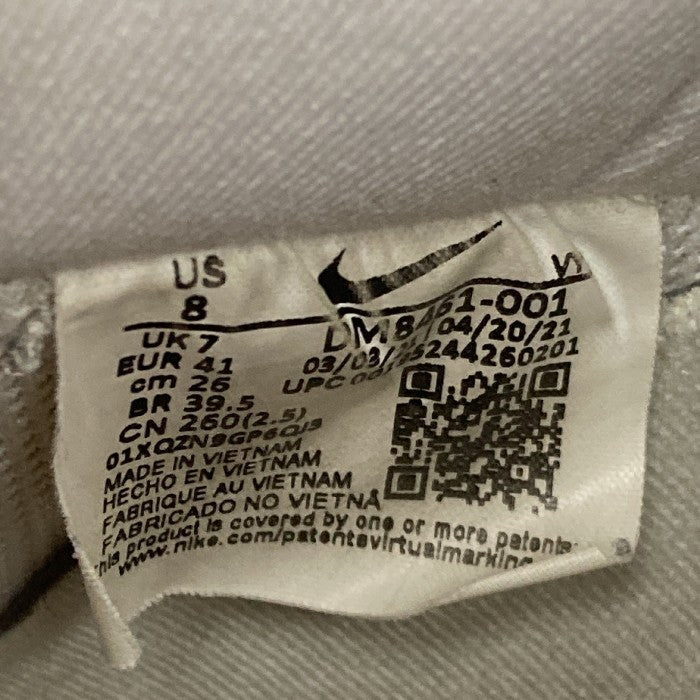 US
8
UK 7
EUR 41
cm 26
BR 39.5
CN 260(2.5)
01XQZN9GP6QJ3
MADE IN VIETNAM
HECHO EN VIETNAM
FABRIQUE AU VIETNAM
FABRICADO NO VIETNA
This product is covered by one or more patents
www.nike.com/patentsvirtualmarking
DM8461-001
04/20/21
UPC